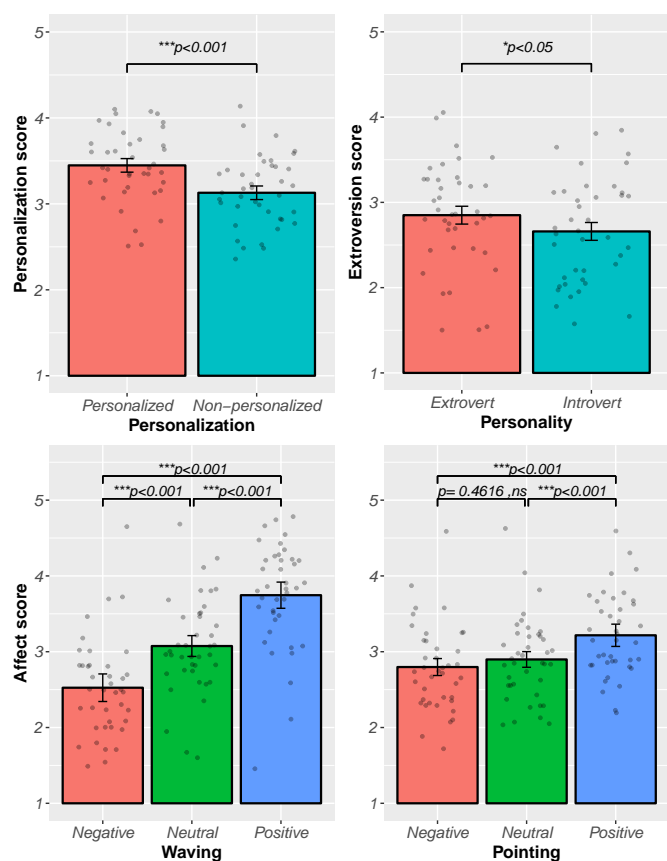 ***p<0.001
5
4
3
2
1
Personalization score
Personalized
Non−personalized
Personalization
*p<0.05
5
4
3
2
1
Extroversion score
Extrovert
Introvert
Personality
***p<0.001
***p<0.001
***p<0.001
5
4
3
2
1
Affect score
Negative
Neutral
Positive
Waving
***p<0.001
p= 0.4616 ,ns
***p<0.001
5
4
3
2
1
Negative
Neutral
Positive
Pointing